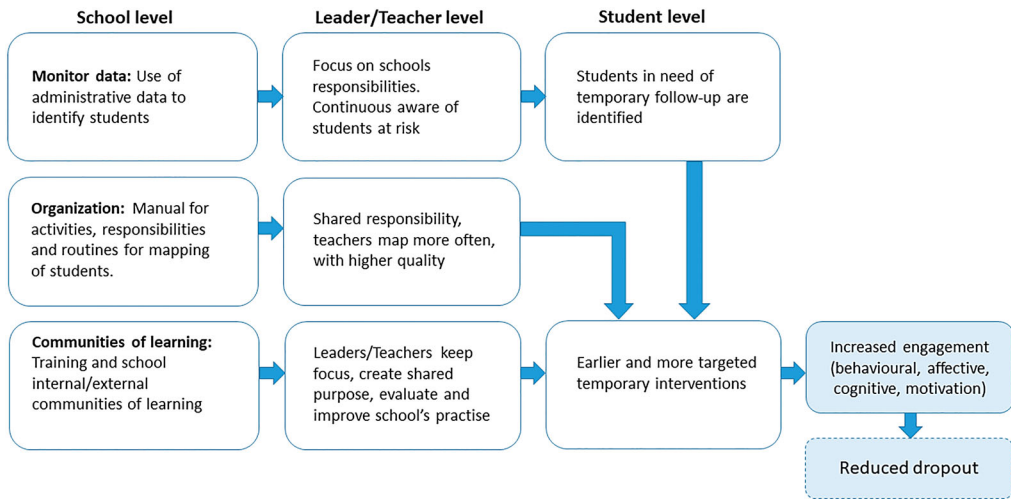 School level
Leader/Teacher level
Student level
Monitor data: Use of
administrative data to
identify students
Focus on schools
responsibilities.
Continuous aware of
students at risk
Students in need of
temporary follow-up are
identified
Organization: Manual for
activities, responsibilities
and routines for mapping
of students.
Shared responsibility,
teachers map more often,
with higher quality
Communities of learning:
Training and school
internal/external
communities of learning
Leaders/Teachers keep
focus, create shared
purpose, evaluate and
improve school's practise
Earlier and more targeted
temporary interventions
Increased engagement
(behavioural, affective,
cognitive, motivation)
Reduced dropout